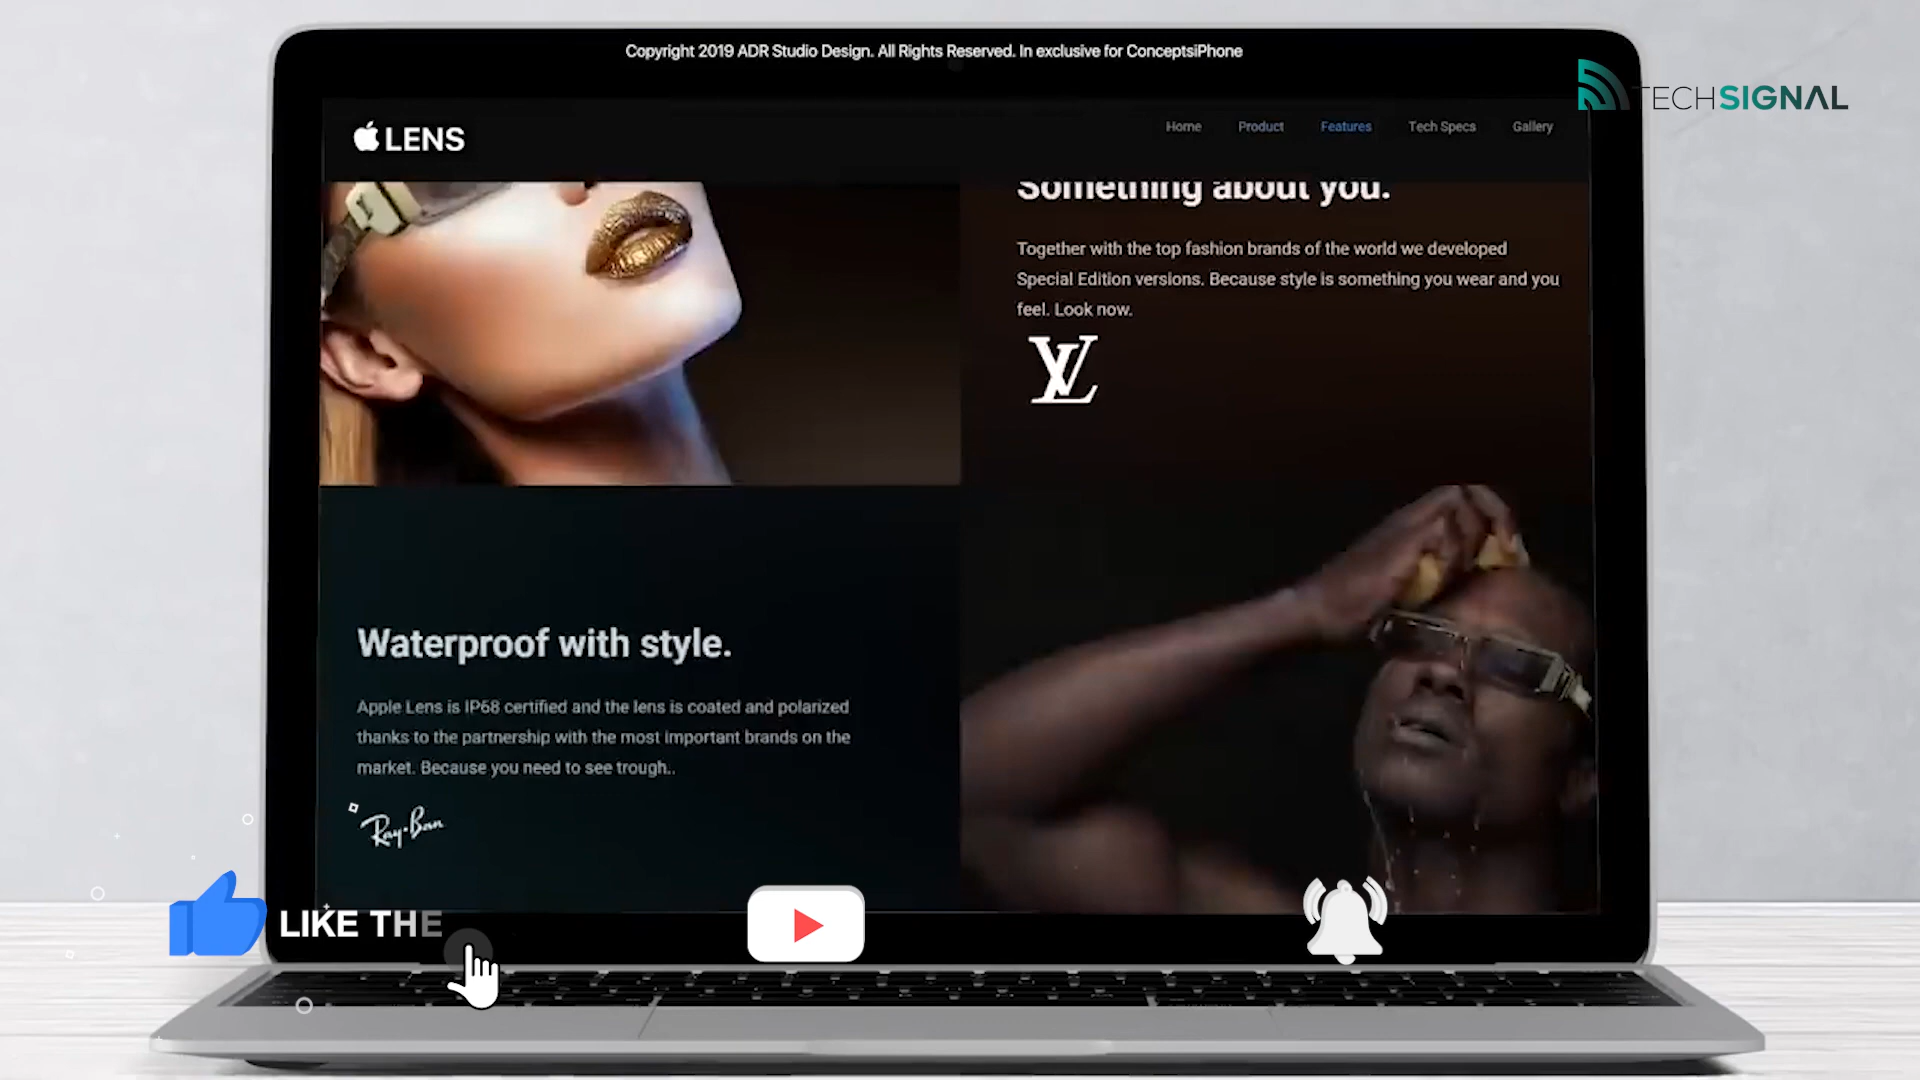 Copyright 2019 ADR Studio Design. All Rights Reserved. In exclusive for ConceptsiPhone
TECHSIGNAL
LENS
Home Product Features Tech Specs Gallery
Something about you.
Together with the top fashion brands of the world we developed
Special Edition versions. Because style is something you wear and you
feel. Look now.
LV
Waterproof with style.
Apple Lens is IP68 certified and the lens is coated and polarized
thanks to the partnership with the most important brands on the
market. Because you need to see trough..
Ray-Ban
LIKE THE